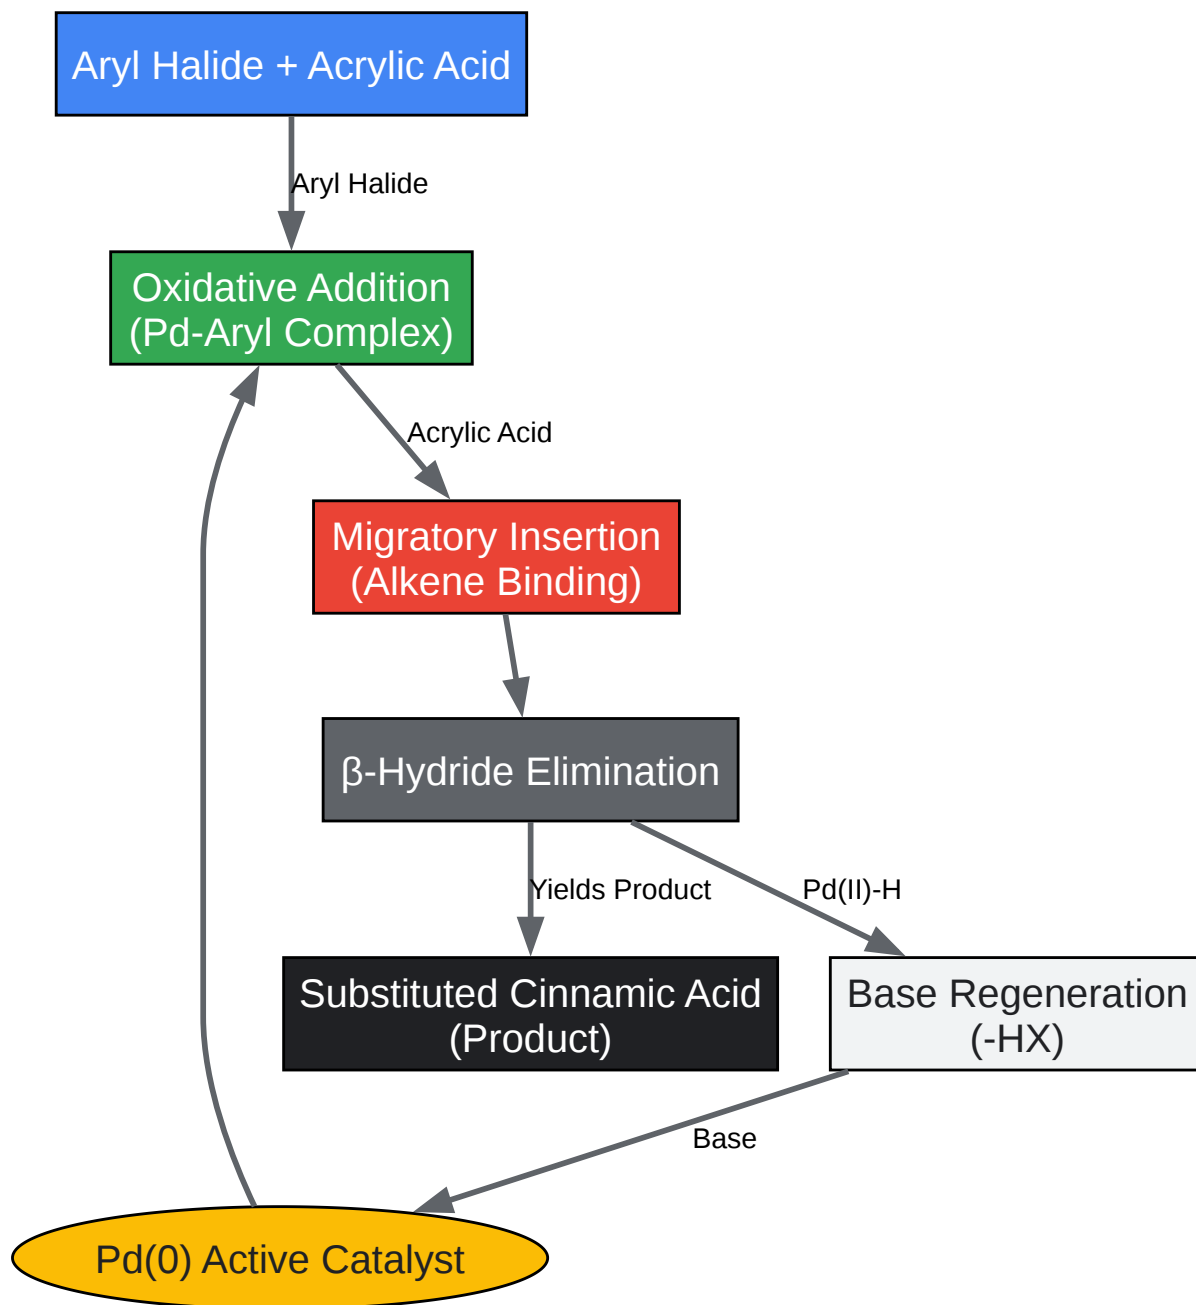 Aryl Halide + Acrylic Acid
Aryl Halide
Oxidative Addition
(Pd-Aryl Complex)
Acrylic Acid
Migratory Insertion
(Alkene Binding)
β-Hydride Elimination
Yields Product
Pd(II)-H
Substituted Cinnamic Acid
(Product)
Base Regeneration
(-HX)
Base
Pd(0) Active Catalyst